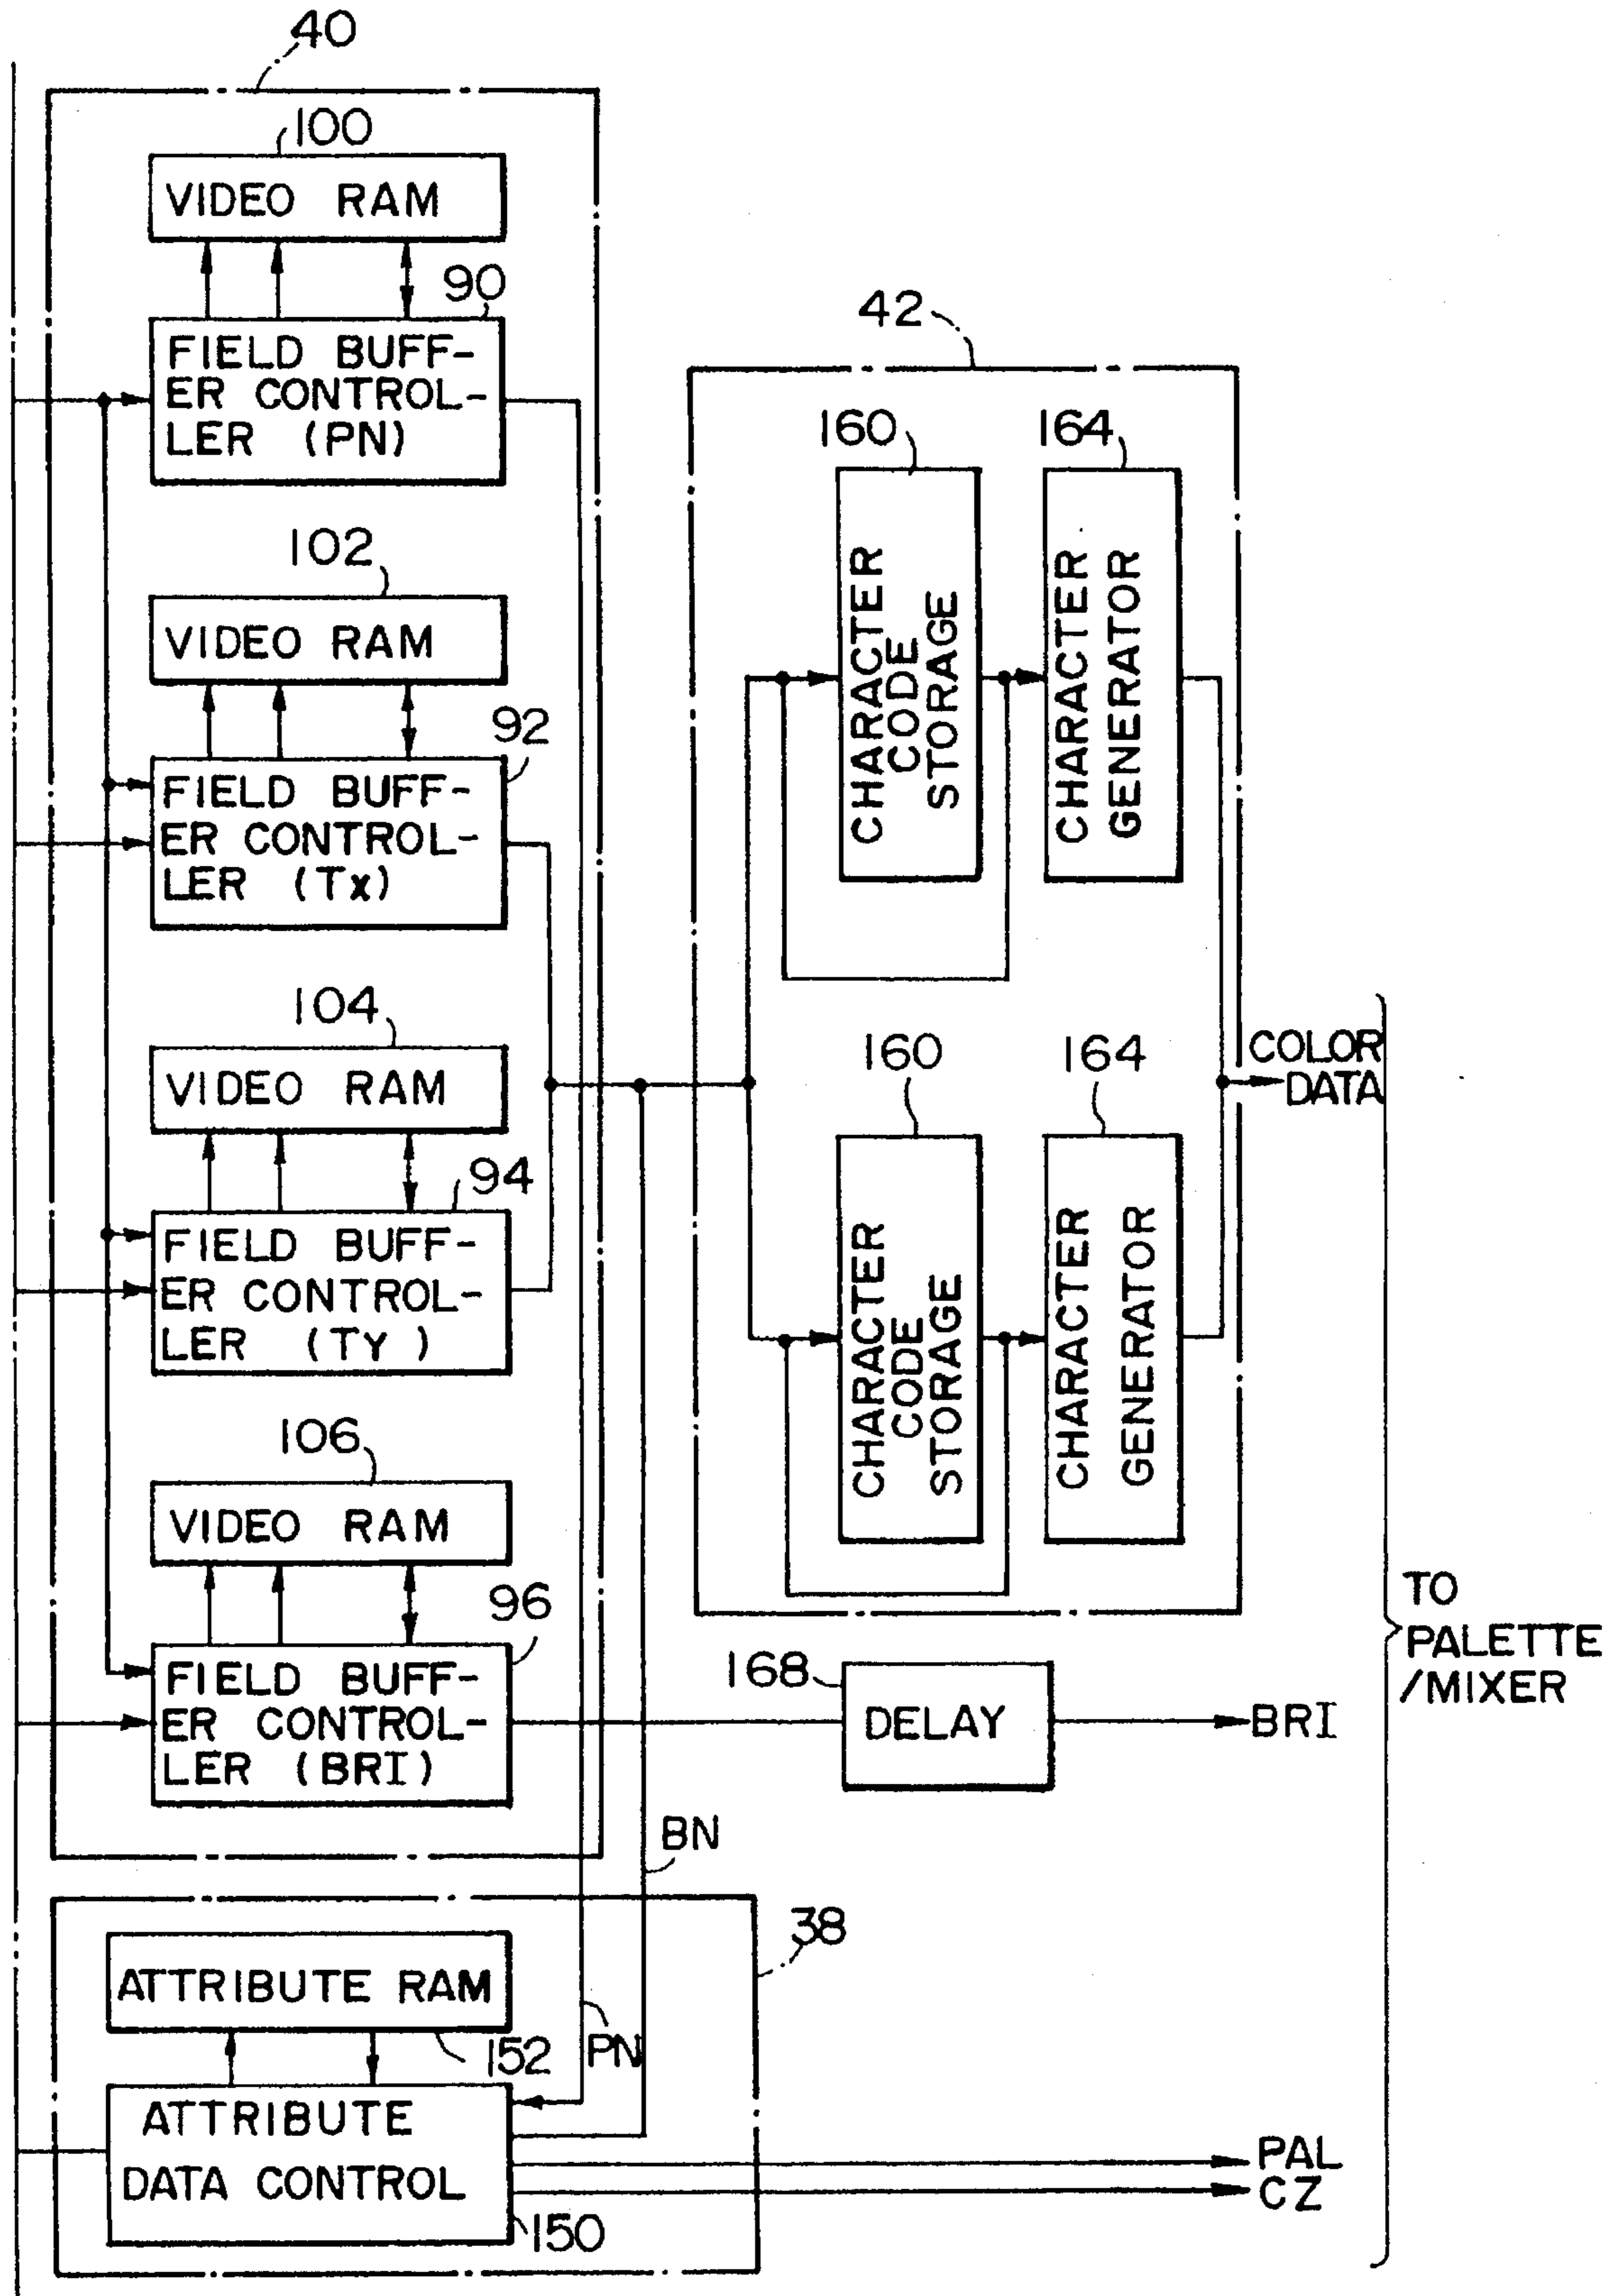 40
100
VIDEO RAM
90
FIELD BUFF-
ER CONTROL-
LER (PN)
102
VIDEO RAM
92
FIELD BUFF-
ER CONTROL-
LER (Tx)
104
VIDEO RAM
94
FIELD BUFF-
ER CONTROL-
LER (TY)
106
VIDEO RAM
96
FIELD BUFF-
ER CONTROL-
LER (BRI)
42
160
CHARACTER
CODE
STORAGE
164
CHARACTER
GENERATOR
160
CHARACTER
CODE
STORAGE
164
CHARACTER
GENERATOR
COLOR
DATA
168
DELAY
BRI
TO
PALETTE
/MIXER
BN
38
ATTRIBUTE RAM
152
PN
ATTRIBUTE
DATA CONTROL
150
PAL
CZ